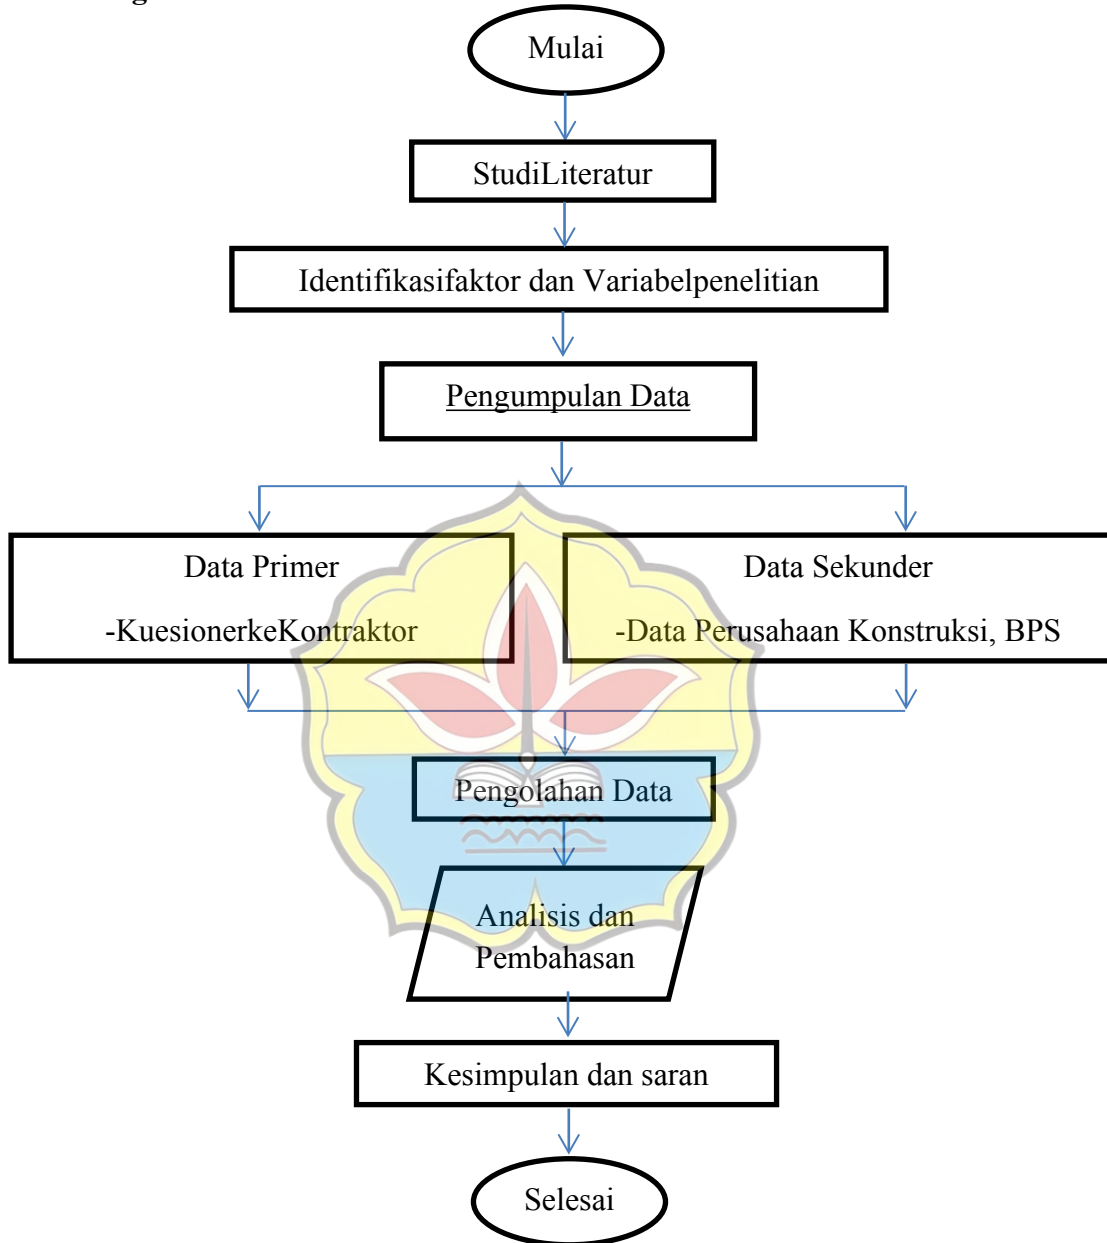 Mulai
StudiLiteratur
Identifikasifaktor dan Variabelpenelitian
Pengumpulan Data
Data Primer
-KuesionerkeKontraktor
Data Sekunder
-Data Perusahaan Konstruksi, BPS
Pengolahan Data
Analisis dan
Pembahasan
Kesimpulan dan saran
Selesai